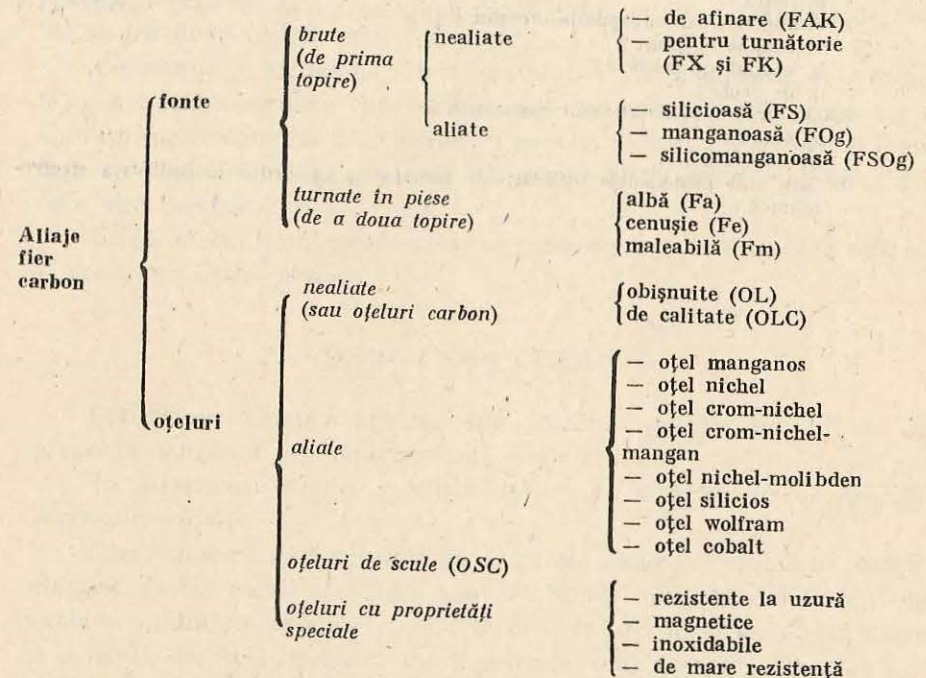 Aliaje
fier
carbon
fonte
brute
(de prima
topire)
nealiate
— de afinare (FAK)
— pentru turnătorie
(FX și FK)
aliate
— silicioasă (FS)
— manganoasă (FOg)
— silicomanganoasă (FSOg)
turnate în piese
(de a doua topire)
albă (Fa)
cenușie (Fe)
maleabilă (Fm)
oțeluri
nealiate
(sau oțeluri carbon)
obișnuite (OL)
de calitate (OLC)
aliate
— oțel manganos
— oțel nichel
— oțel crom-nichel
— oțel crom-nichel-
mangan
— oțel nichel-molibden
— oțel silicios
— oțel wolfram
— oțel cobalt
oțeluri de scule (OSC)
oțeluri cu proprietăți
speciale
— rezistente la uzură
— magnetice
— inoxidabile
— de mare rezistență